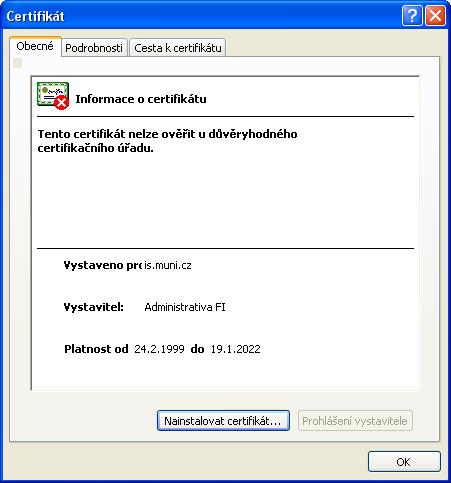 Certifikát
Obecné Podrobnosti Cesta k certifikátu
Informace o certifikátu
Tento certifikát nelze ověřit u důvěryhodného
certifikačního úřadu.
Vystaveno pro is.muni.cz
Vystavitel: Administrativa FI
Platnost od 24.2.1999 do 19.1.2022
Nainstalovat certifikát... Prohlášení vystavitele
OK